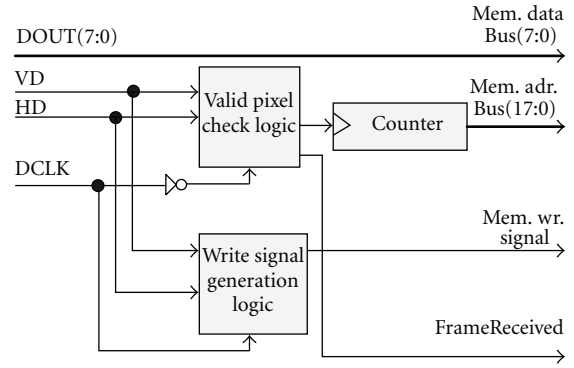 Mem. data
DOUT(7:0)
Bus(7:0)
VD
HD
Valid pixel
check logic
Counter
Mem. adr.
Bus(17:0)
DCLK
Write signal
generation
logic
Mem. wr.
signal
FrameReceived